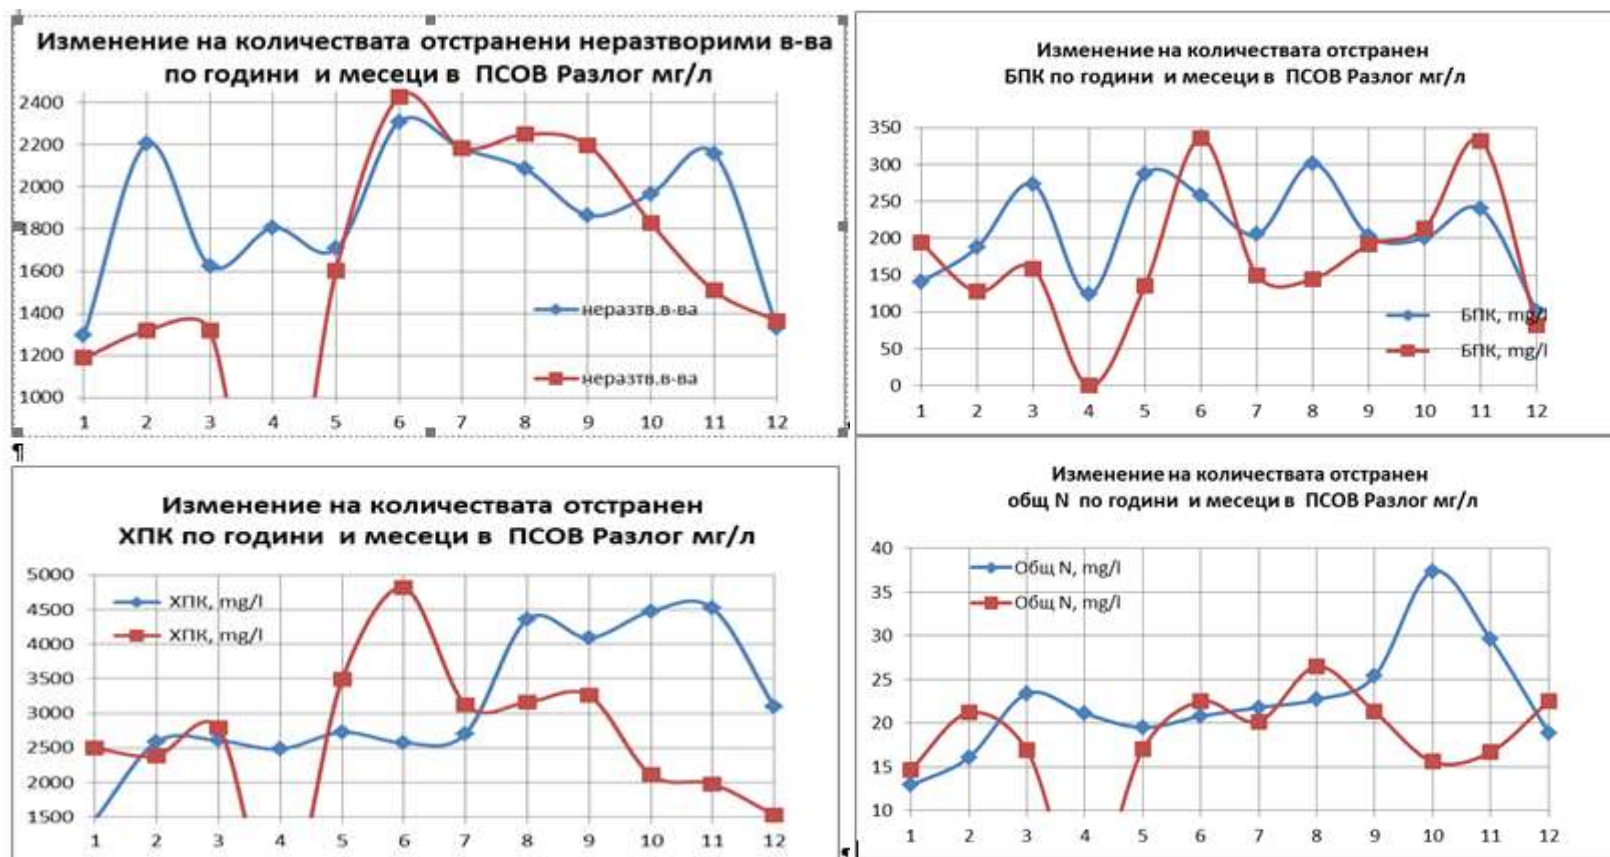 Изменение на количествата отстранени неразтворими в-ва
по години и месеци в ПСОВ Разлог мг/л
2400
2200
2000
1800
1600
1400
1200
1000
неразтв.в-ва
неразтв.в-ва
1 2 3 4 5 6 7 8 9 10 11 12
¶
Изменение на количествата отстранен
БПК по години и месеци в ПСОВ Разлог мг/л
350
300
250
200
150
100
50
0
БПК, mg/l
БПК, mg/l
1 2 3 4 5 6 7 8 9 10 11 12
Изменение на количествата отстранен
ХПК по години и месеци в ПСОВ Разлог мг/л
5000
4500
4000
3500
3000
2500
2000
1500
ХПК, mg/l
ХПК, mg/l
1 2 3 4 5 6 7 8 9 10 11 12
¶
Изменение на количествата отстранен
общ N по години и месеци в ПСОВ Разлог мг/л
40
35
30
25
20
15
10
Общ N, mg/l
Общ N, mg/l
1 2 3 4 5 6 7 8 9 10 11 12